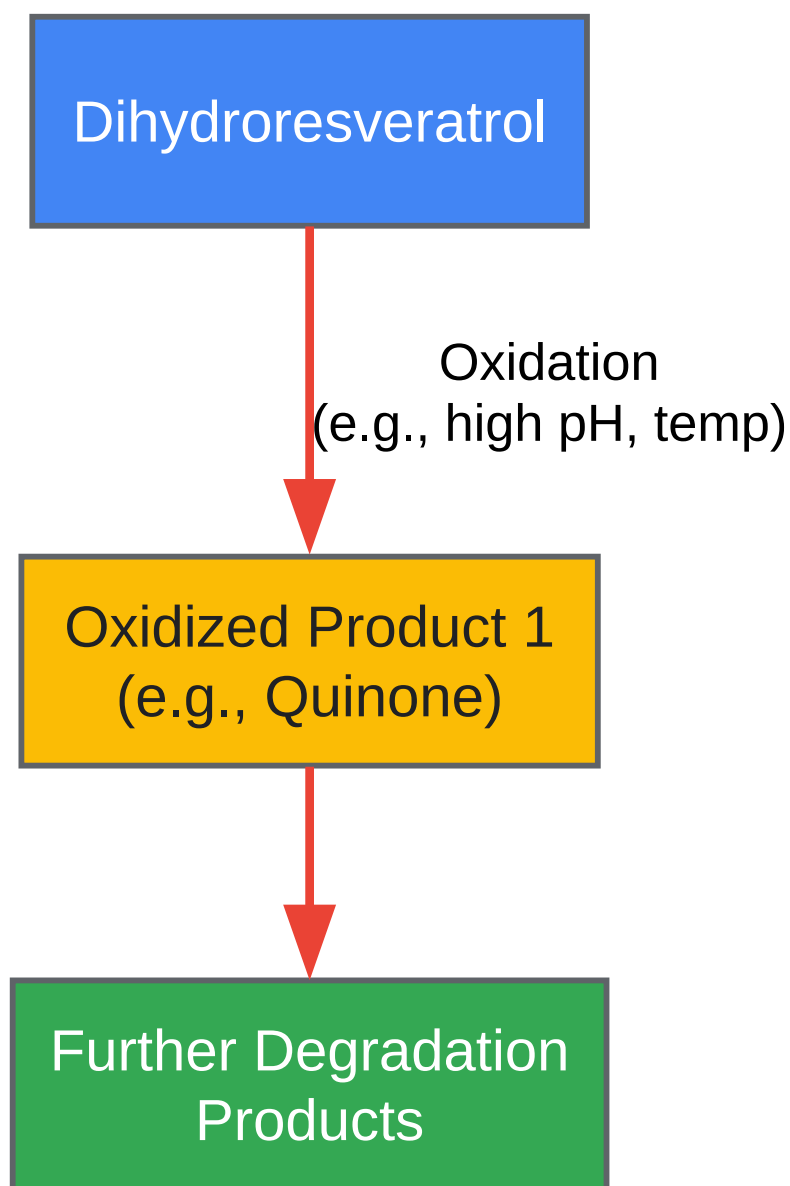 Dihydroresveratrol
Oxidation
(e.g., high pH, temp)
Oxidized Product 1
(e.g., Quinone)
Further Degradation
Products